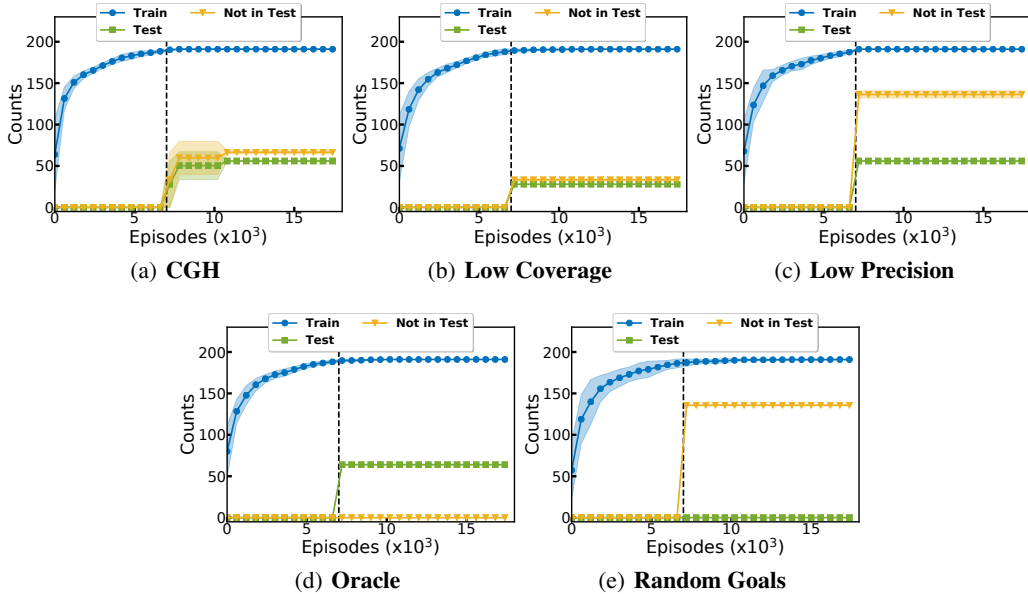 Train
Not in Test
Test
200
150
100
50
0
Counts
0
5
10
15
Episodes (x10³)
(a) CGH
Train
Not in Test
Test
200
150
100
50
0
Counts
0
5
10
15
Episodes (x10³)
(b) Low Coverage
Train
Not in Test
Test
200
150
100
50
0
Counts
0
5
10
15
Episodes (x10³)
(c) Low Precision
Train
Not in Test
Test
200
150
100
50
0
Counts
0
5
10
15
Episodes (x10³)
(d) Oracle
Train
Not in Test
Test
200
150
100
50
0
Counts
0
5
10
15
Episodes (x10³)
(e) Random Goals